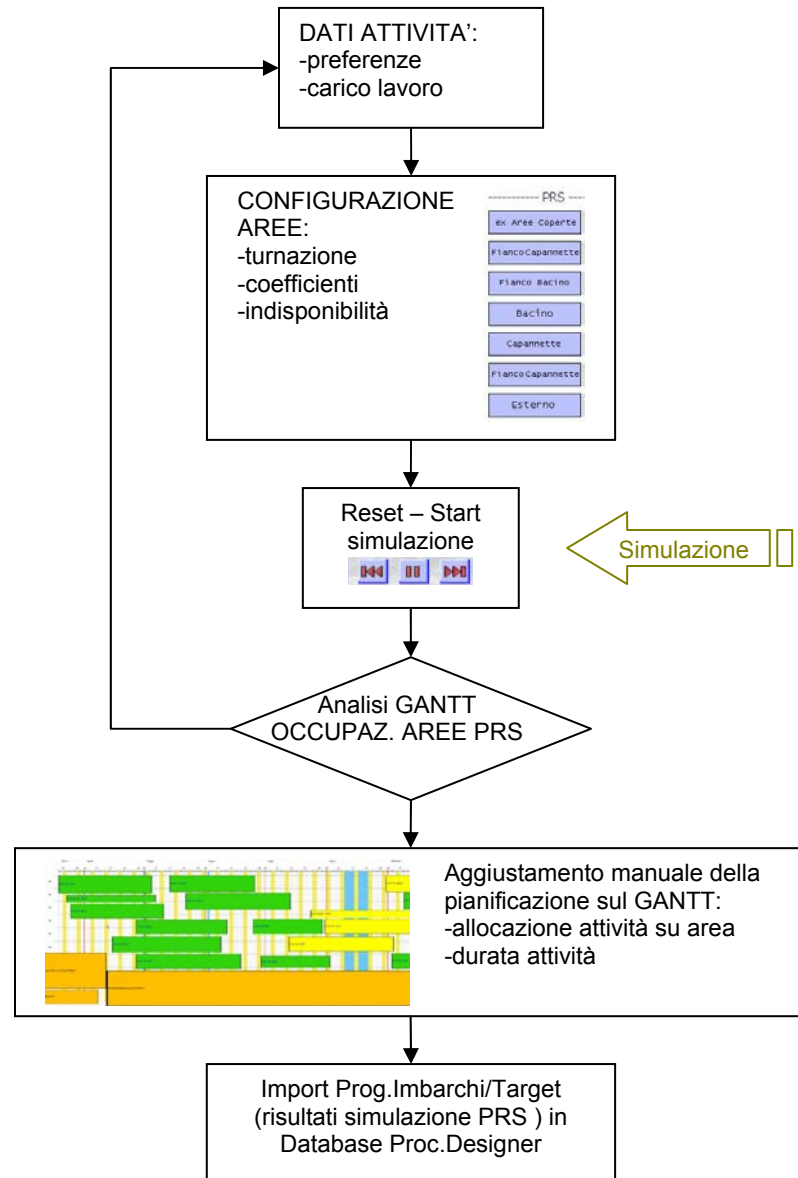 DATI ATTIVITA’:
-preferenze
-carico lavoro
CONFIGURAZIONE
AREE:
-turnazione
-coefficienti
-indisponibilità
PRS
ex Aree Coperte
FiancoCapannette
Fianco Bacino
Bacino
Capannette
FiancoCapannette
Esterno
Reset – Start
simulazione
Simulazione
Analisi GANTT
OCCUPAZ. AREE PRS
Aggiustamento manuale della
pianificazione sul GANTT:
-allocazione attività su area
-durata attività
Import Prog.Imbarchi/Target
(risultati simulazione PRS ) in
Database Proc.Designer